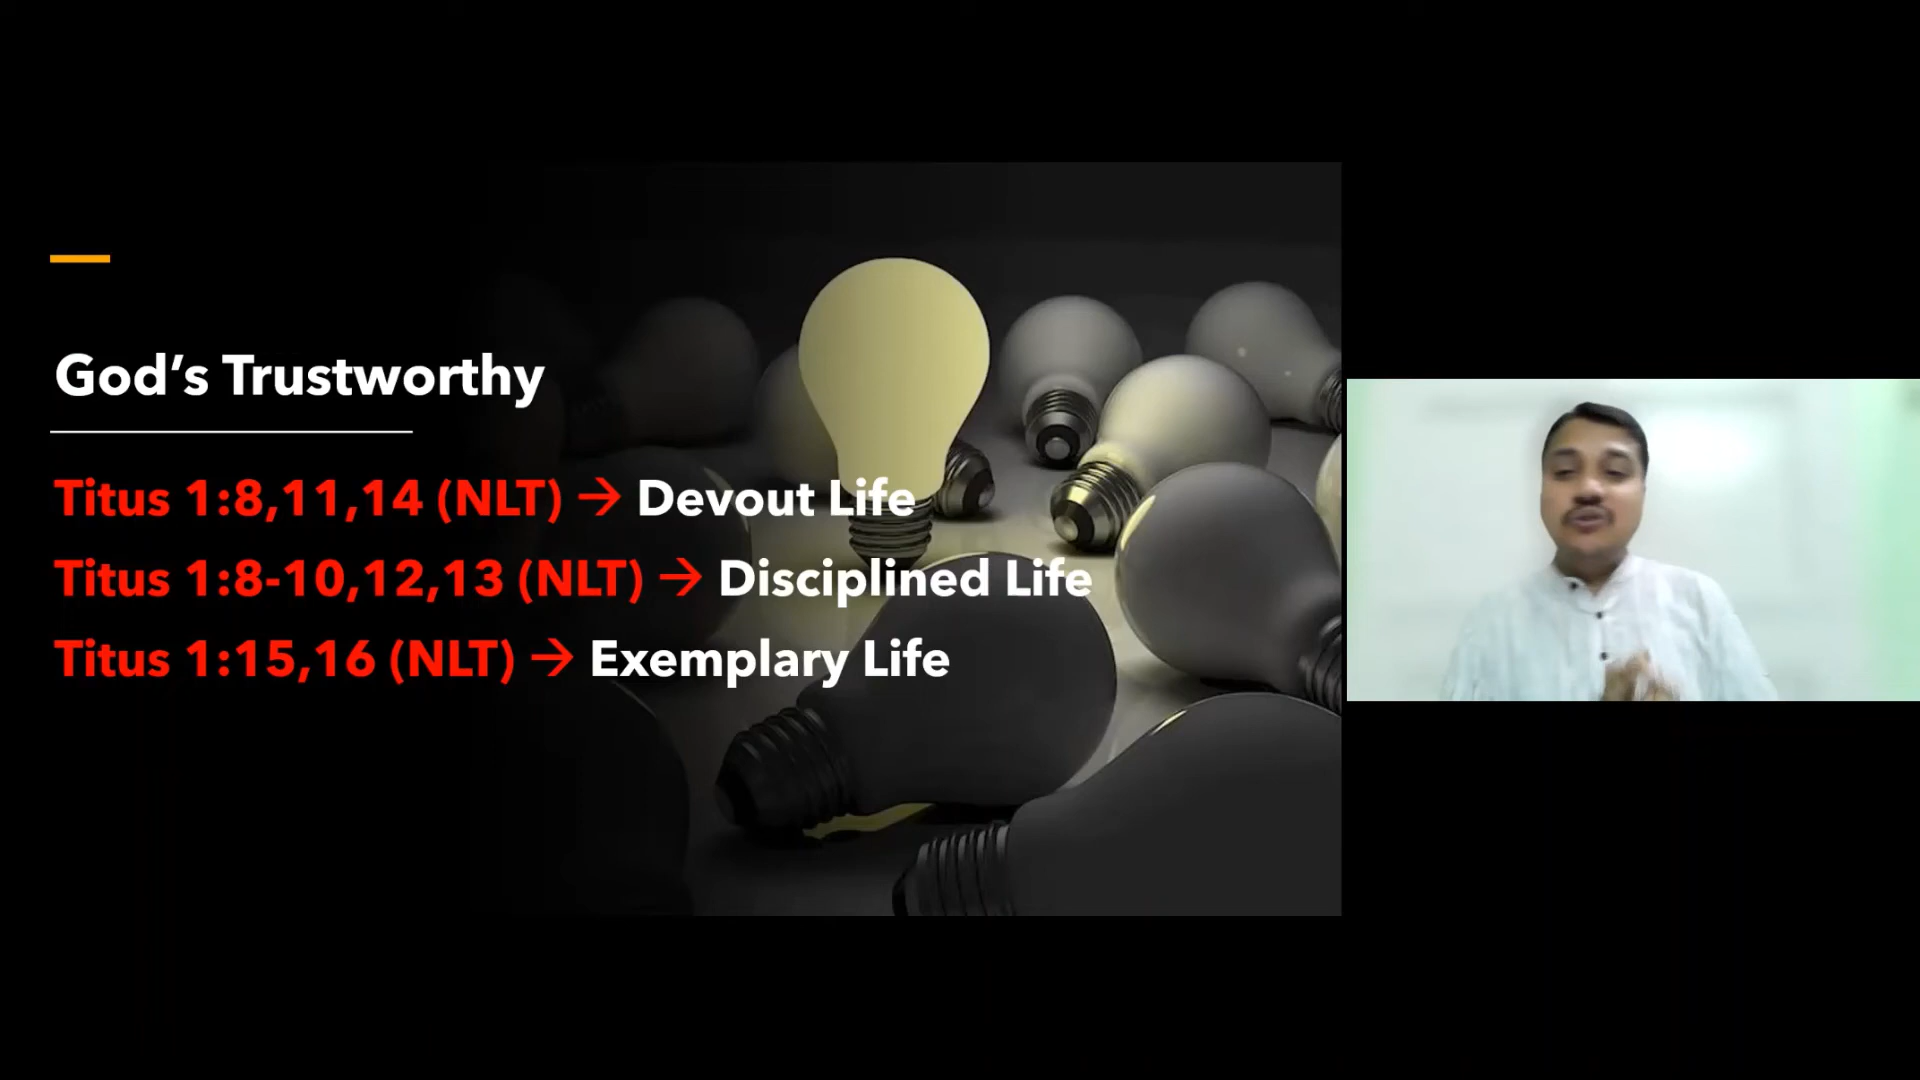 God’s Trustworthy
Titus 1:8,11,14 (NLT) → Devout Life
Titus 1:8-10,12,13 (NLT) → Disciplined Life
Titus 1:15,16 (NLT) → Exemplary Life